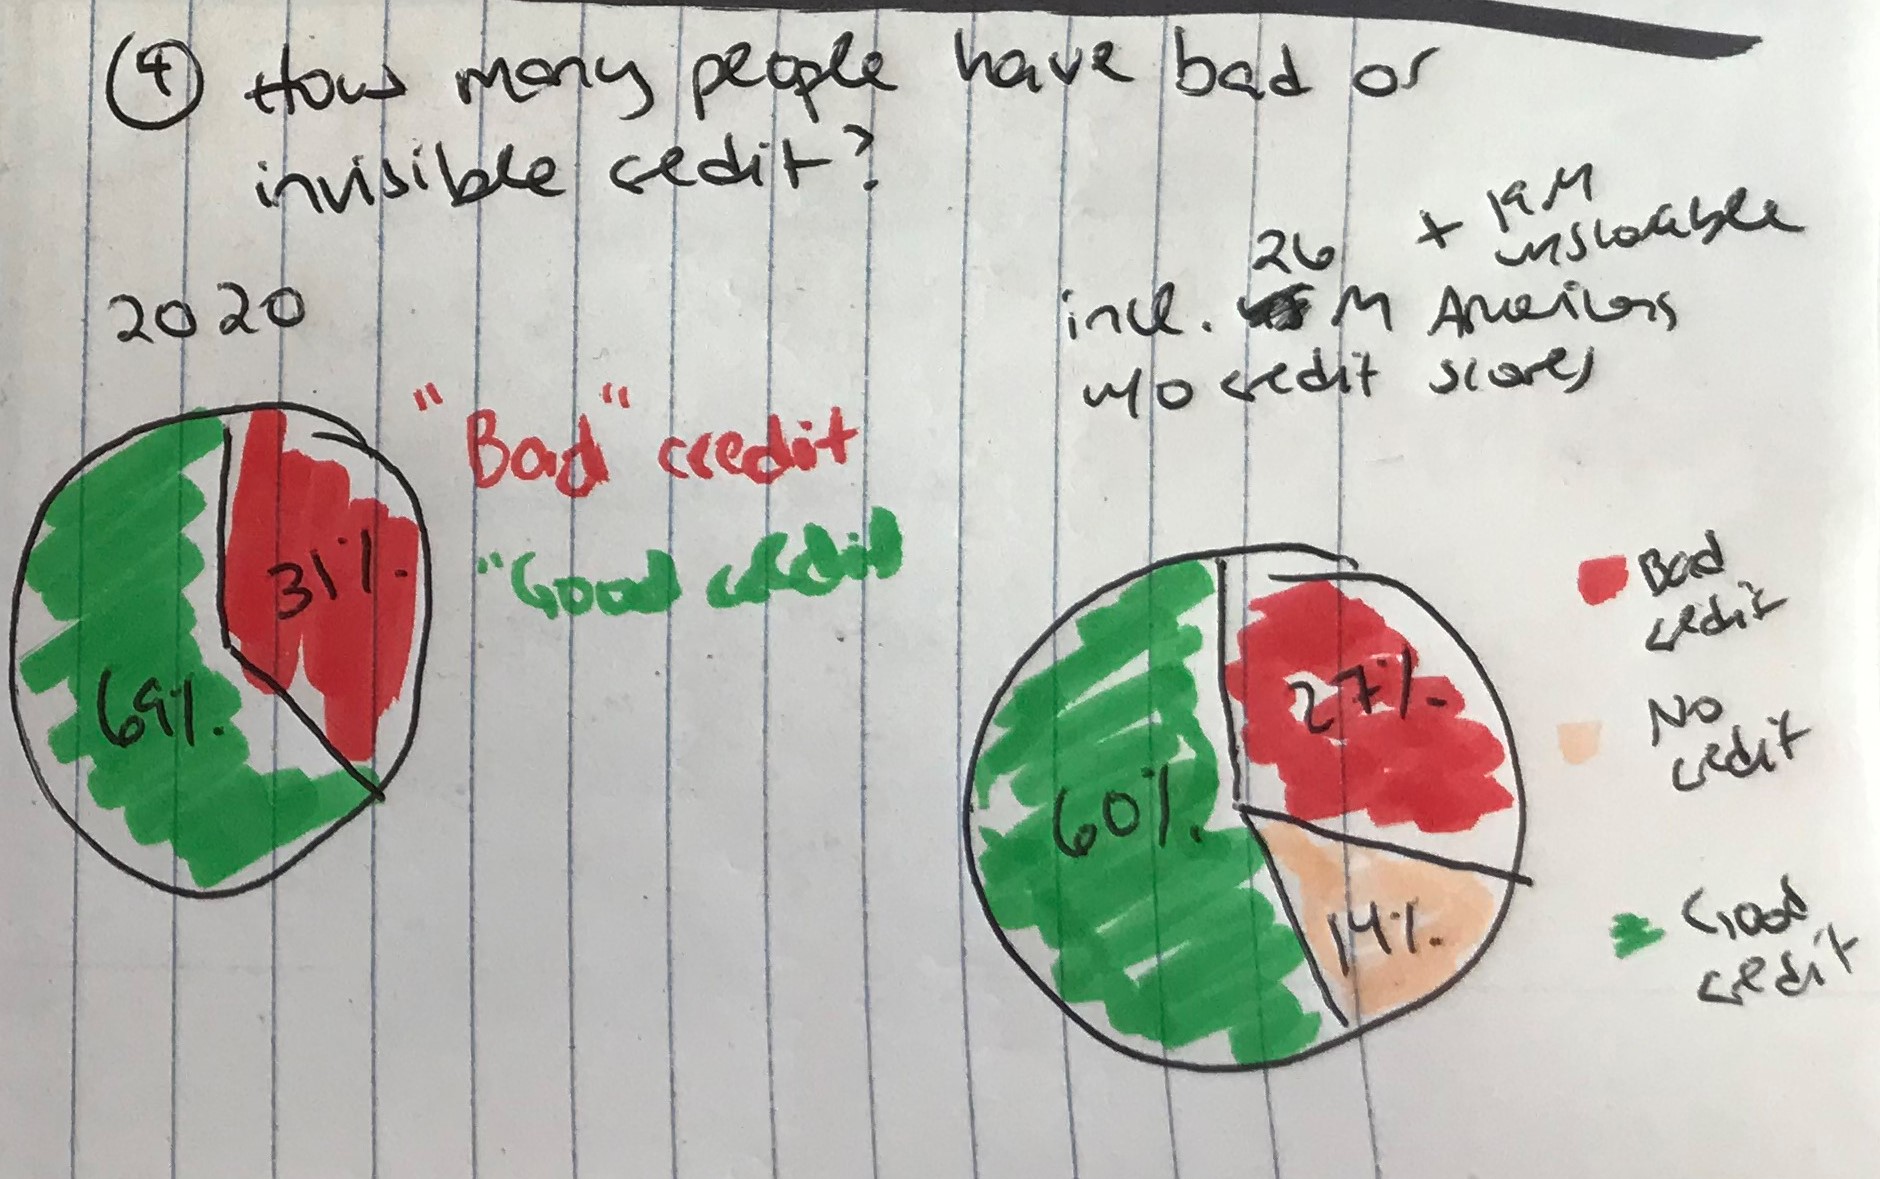 ④ How many people have bad or
invisible credit?
2020
"Bad" credit
"Good credit
31%.
69%.
+ 19M
unscorable
26
incl. M Americans
w/o credit scores
27%.
60%.
14%.
Bad
credit
No
credit
Good
credit